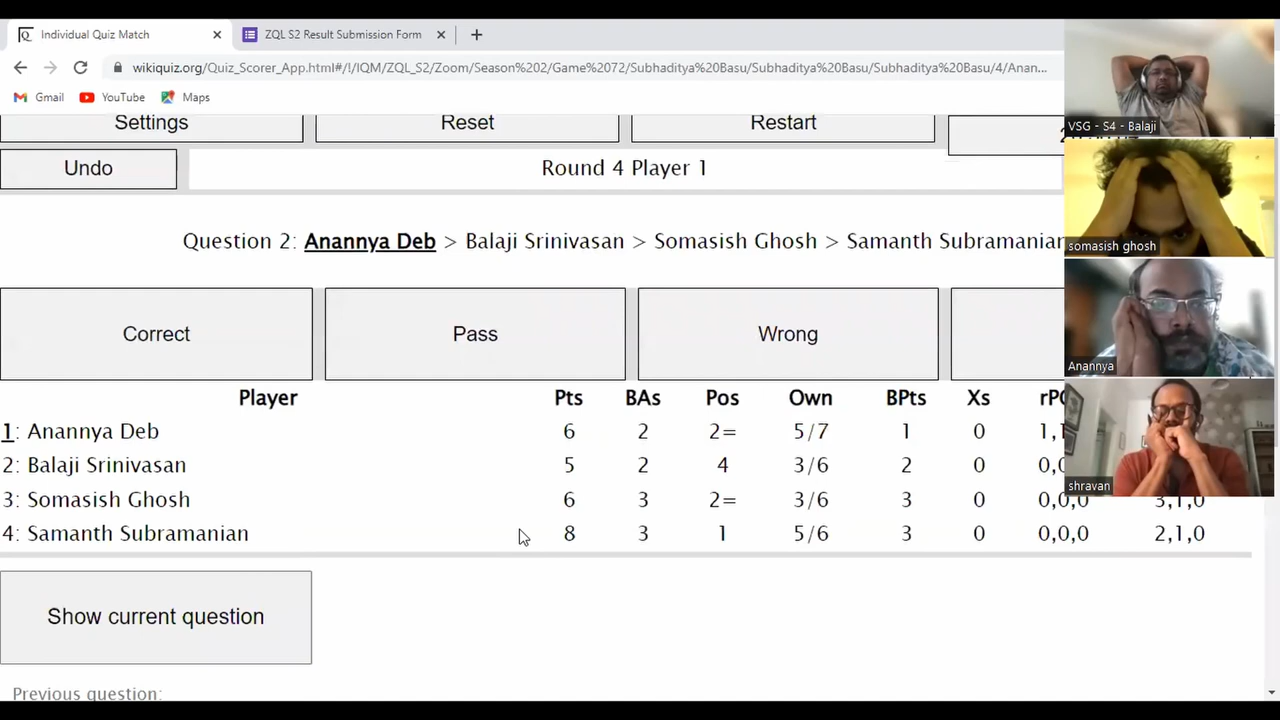 Individual Quiz Match
ZQL S2 Result Submission Form
wikiquiz.org/Quiz_Scorer_App.html#/I/IQM/ZQL_S2/Zoom/Season%202/Game%2072/Subhaditya%20Basu/Subhaditya%20Basu/Subhaditya%20Basu/4/Anan...
Gmail YouTube Maps
Settings Reset Restart
Undo Round 4 Player 1
Question 2: Anannya Deb > Balaji Srinivasan > Somasish Ghosh > Samanth Subramanian
Correct Pass Wrong
Player Pts BAs Pos Own BPts Xs
1: Anannya Deb 6 2 2= 5/7 1 0
2: Balaji Srinivasan 5 2 4 3/6 2 0
3: Somasish Ghosh 6 3 2= 3/6 3 0 0,0,0 3,1,0
4: Samanth Subramanian 8 3 1 5/6 3 0 0,0,0 2,1,0
Show current question
Previous question:
VSG - S4 - Balaji
somasish ghosh
Anannya
shravan